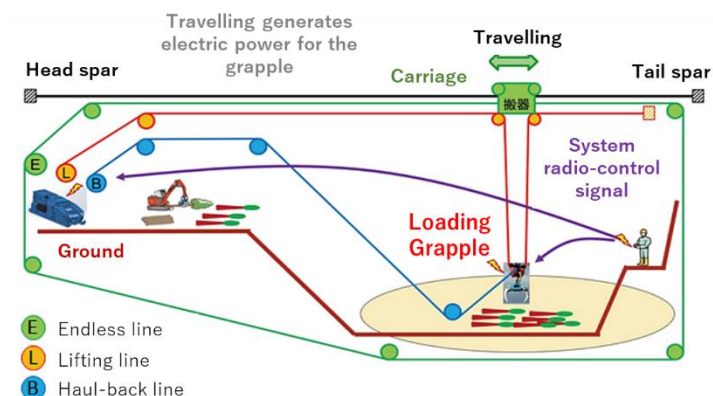 Travelling generates
electric power for the
grapple
Travelling
Head spar
Carriage
Tail spar
搬器
E
L
B
System
radio-control
signal
Loading
Grapple
Ground
E Endless line
L Lifting line
B Haul-back line